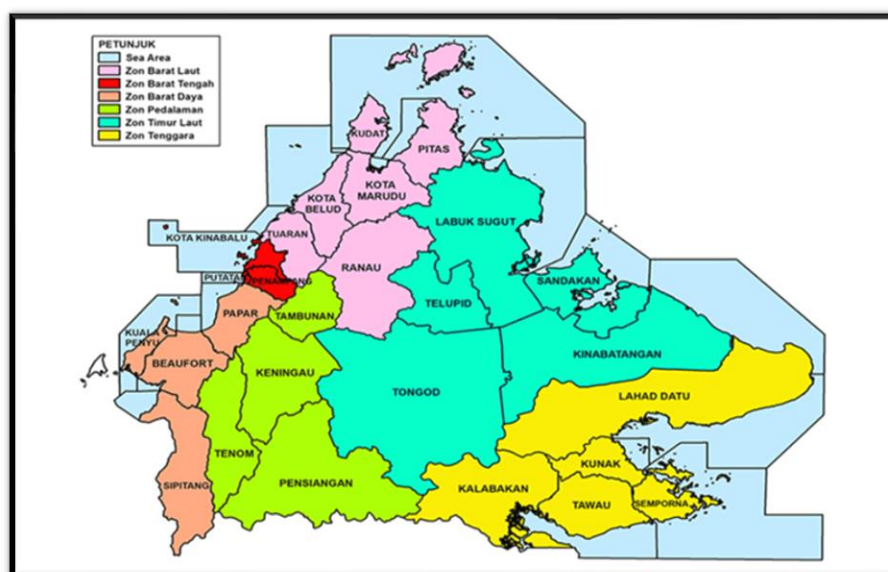 PETUNJUK
Sea Area
Zon Barat Laut
Zon Barat Tengah
Zon Barat Daya
Zon Pedalaman
Zon Timur Laut
Zon Tenggara
KUDAT
PITAS
KOTA
MARUDU
KOTA
BELUD
LABUK SUGUT
TUARAN
KOTA KINABALU
RANAU
PUTATAN
PENAMPANG
TELUPID
SANDAKAN
TAMBUNAN
PAPAR
KUALA
PENYU
BEAUFORT
KINABATANGAN
KENINGAU
TONGOD
LAHAD DATU
TENOM
KUNAK
SIPITANG
PENSIANGAN
KALABAKAN
TAWAU
SEMPORNA